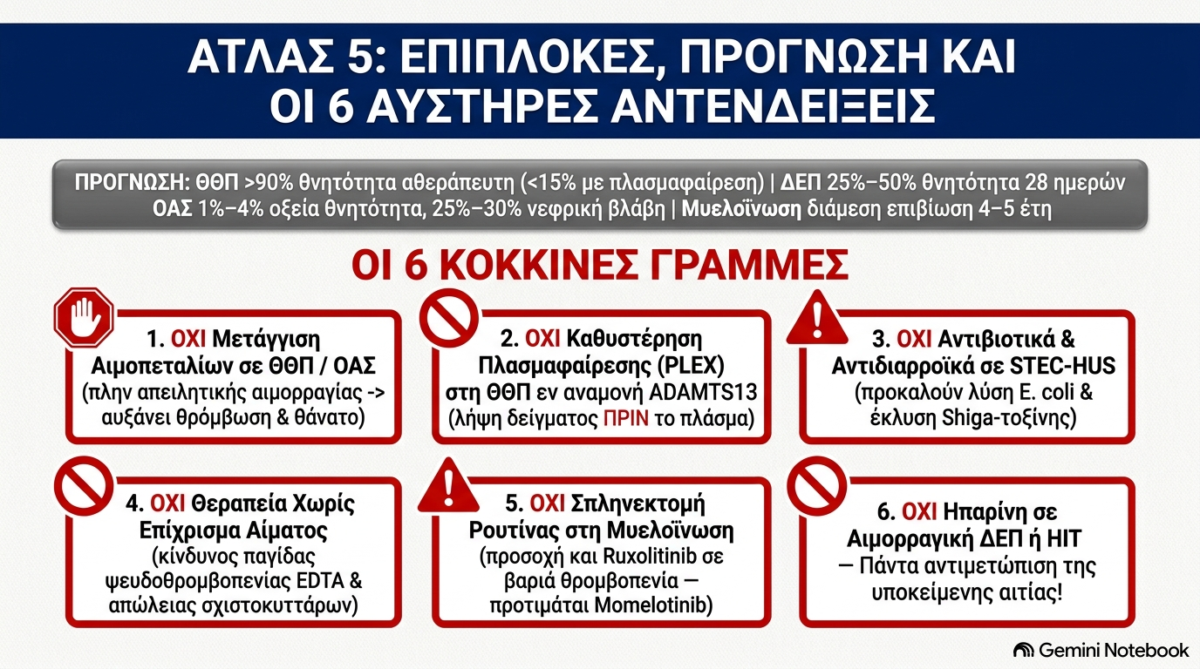 ΑΤΛΑΣ 5: ΕΠΙΠΛΟΚΕΣ, ΠΡΟΓΝΩΣΗ ΚΑΙ
ΟΙ 6 ΑΥΣΤΗΡΕΣ ΑΝΤΕΝΔΕΙΞΕΙΣ
ΠΡΟΓΝΩΣΗ: ΘΘΠ >90% θνητότητα αθεράπευτη (<15% με πλασμαφαίρεση) | ΔΕΠ 25%–50% θνητότητα 28 ημερών
ΟΑΣ 1%–4% οξεία θνητότητα, 25%–30% νεφρική βλάβη | Μυελοΐνωση διάμεση επιβίωση 4–5 έτη
ΟΙ 6 ΚΟΚΚΙΝΕΣ ΓΡΑΜΜΕΣ
1. ΟΧΙ Μετάγγιση
Αιμοπεταλίων σε ΘΘΠ / ΟΑΣ
(πλην απειλητικής αιμορραγίας ->
αυξάνει θρόμβωση & θάνατο)
2. ΟΧΙ Καθυστέρηση
Πλασμαφαίρεσης (PLEX)
στη ΘΘΠ εν αναμονή ADAMTS13
(λήψη δείγματος ΠΡΙΝ το πλάσμα)
3. ΟΧΙ Αντιβιοτικά &
Αντιδιαρροϊκά σε STEC-HUS
(προκαλούν λύση E. coli &
έκλυση Shiga-τοξίνης)
4. ΟΧΙ Θεραπεία Χωρίς
Επίχρισμα Αίματος
(κίνδυνος παγίδας
ψευδοθρομβοπενίας EDTA &
απώλειας σχιστοκυττάρων)
5. ΟΧΙ Σπληνεκτομή
Ρουτίνας στη Μυελοΐνωση
(προσοχή και Ruxolitinib σε
βαριά θρομβοπενία —
προτιμάται Momelotinib)
6. ΟΧΙ Ηπαρίνη σε
Αιμορραγική ΔΕΠ ή HIT
— Πάντα αντιμετώπιση της
υποκείμενης αιτίας!
Gemini Notebook